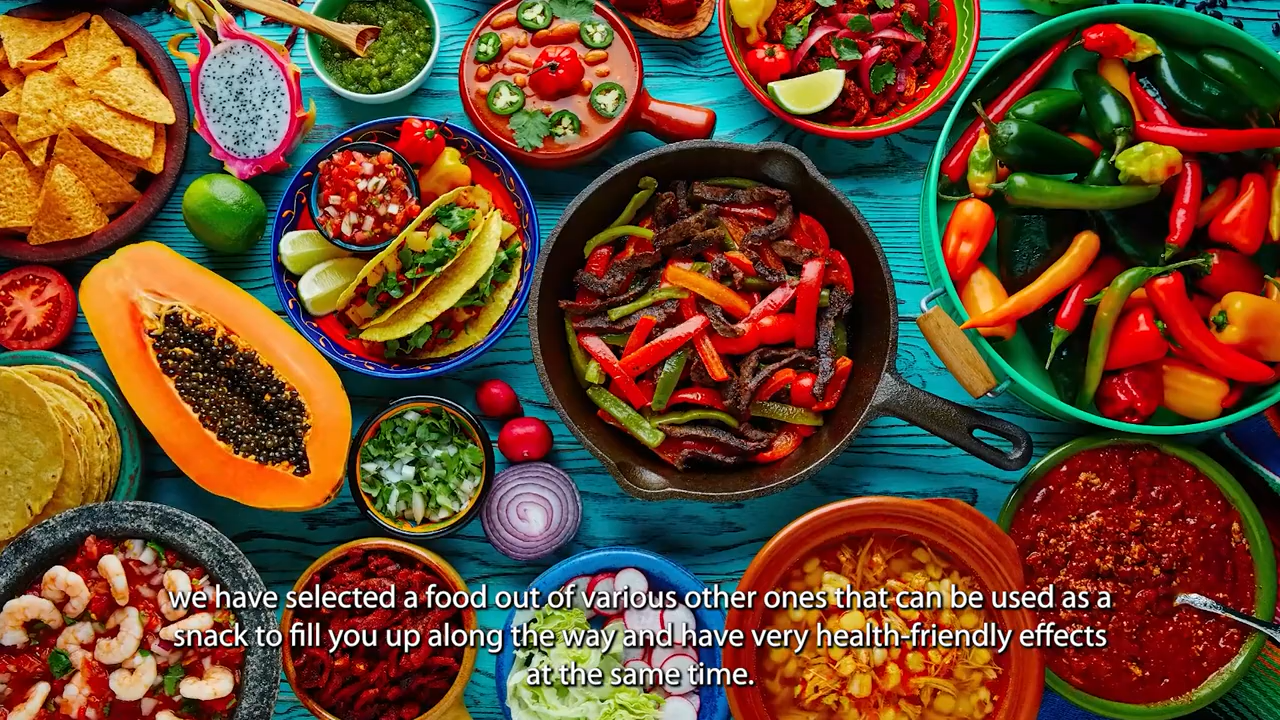 we have selected a food out of various other ones that can be used as a
snack to fill you up along the way and have very health-friendly effects
at the same time.